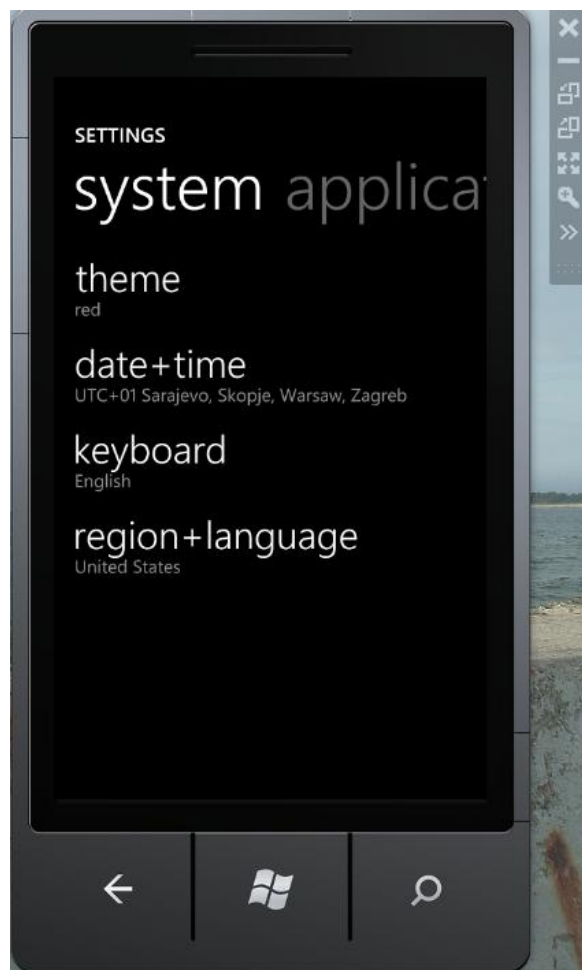 SETTINGS
system applica
theme
red
date+time
UTC+01 Sarajevo, Skopje, Warsaw, Zagreb
keyboard
English
region+language
United States